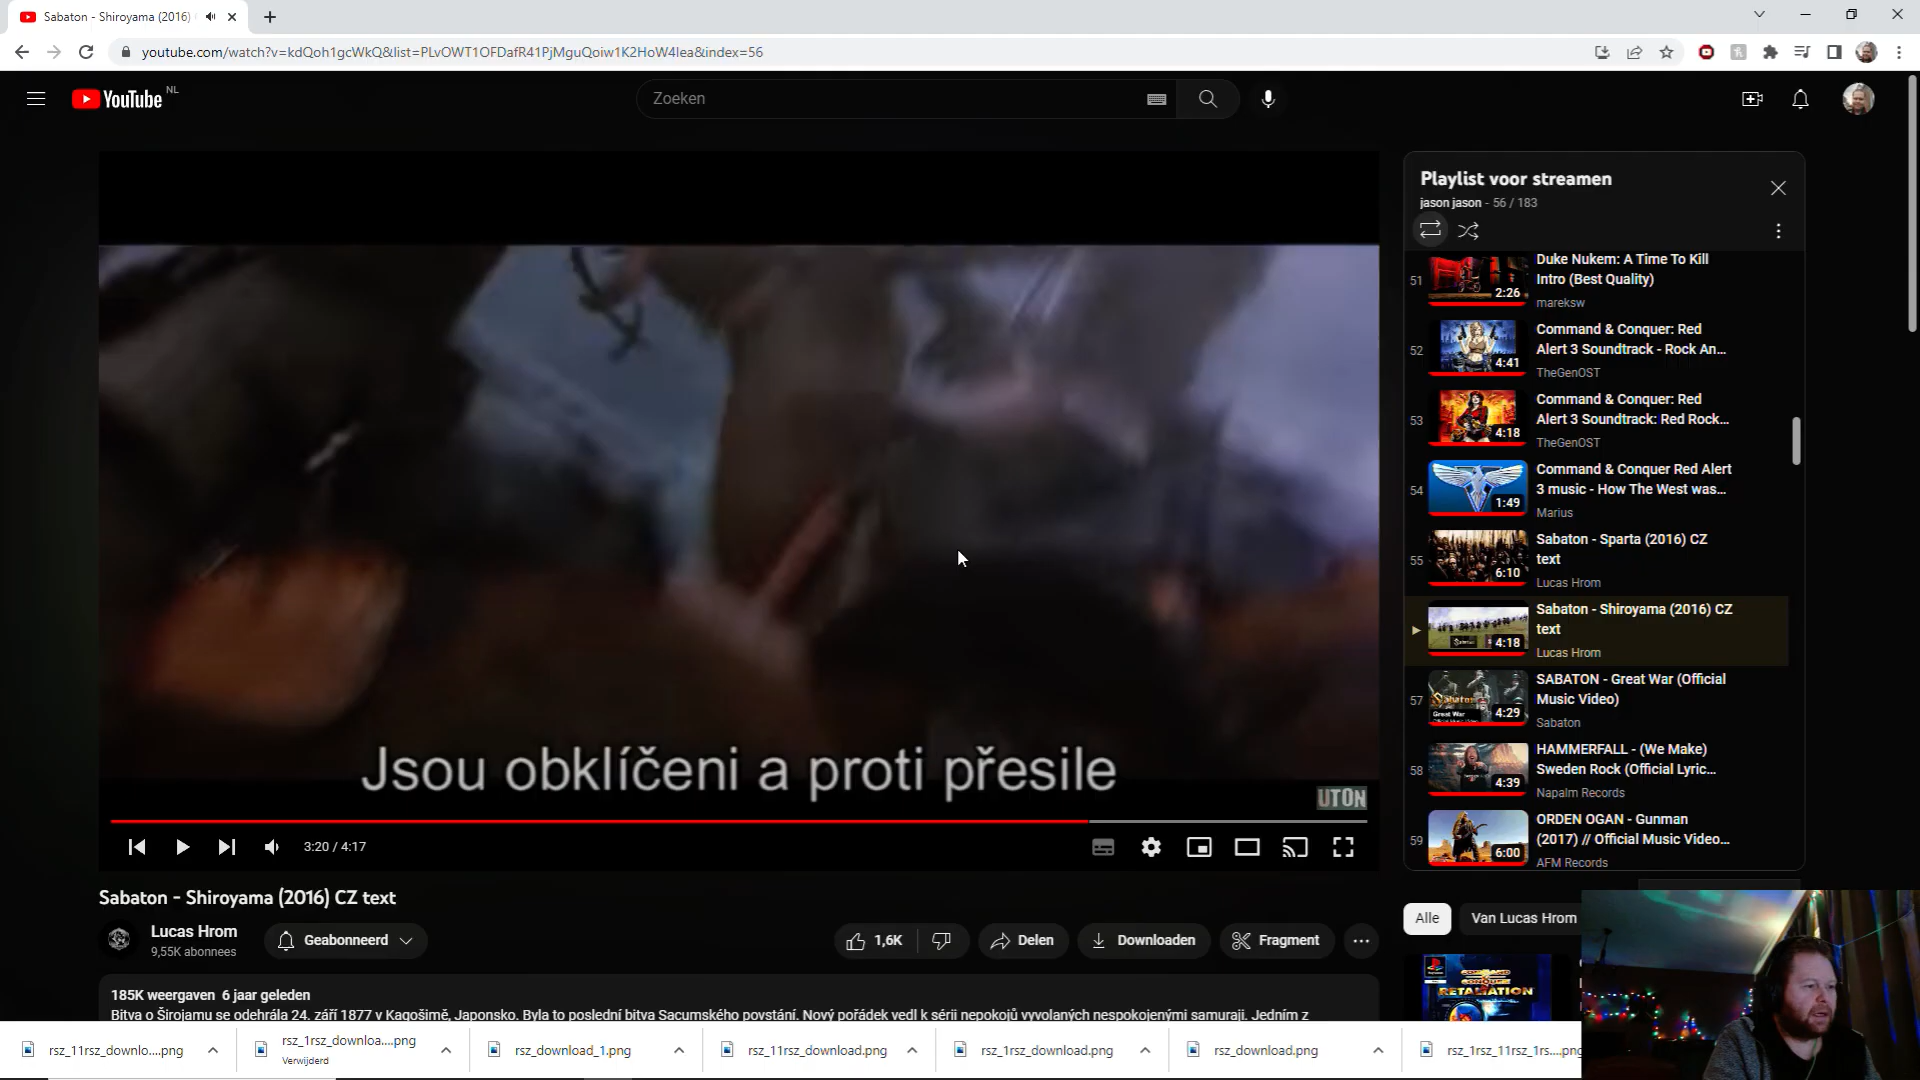 Sabaton - Shiroyama (2016)
youtube.com/watch?v=kdQoh1gcWkQ&list=PLvOWT1OFDafR41PjMguQoiw1K2HoW4lea&index=56
YouTube NL
Zoeken
Jsou obklíčeni a proti přesile
UTON
3:20 / 4:17
Sabaton - Shiroyama (2016) CZ text
Lucas Hrom
9,55K abonnees
Geabonneerd
1,6K
Delen
Downloaden
Fragment
185K weergaven 6 jaar geleden
Bitva o Širojamu se odehrála 24. září 1877 v Kagošimě, Japonsko. Byla to poslední bitva Sacumského povstání. Nový pořádek vedl k sérii nepokojů vyvolaných nespokojenými samuraji. Jedním z
Playlist voor streamen
jason jason - 56 / 183
51
Duke Nukem: A Time To Kill
Intro (Best Quality)
2:26
mareksw
52
Command & Conquer: Red
Alert 3 Soundtrack - Rock An...
4:41
TheGenOST
53
Command & Conquer: Red
Alert 3 Soundtrack: Red Rock...
4:18
TheGenOST
54
Command & Conquer Red Alert
3 music - How The West was...
1:49
Marius
55
Sabaton - Sparta (2016) CZ
text
6:10
Lucas Hrom
Sabaton - Shiroyama (2016) CZ
text
4:18
Lucas Hrom
57
SABATON - Great War (Official
Music Video)
4:29
Sabaton
58
HAMMERFALL - (We Make)
Sweden Rock (Official Lyric...
4:39
Napalm Records
59
ORDEN OGAN - Gunman
(2017) // Official Music Video...
6:00
AFM Records
Alle
Van Lucas Hrom
RETALIATION
rsz_11rsz_downlo....png
rsz_1rsz_downloa....png
Verwijderd
rsz_download_1.png
rsz_11rsz_download.png
rsz_1rsz_download.png
rsz_download.png
rsz_1rsz_11rsz_1rs....png